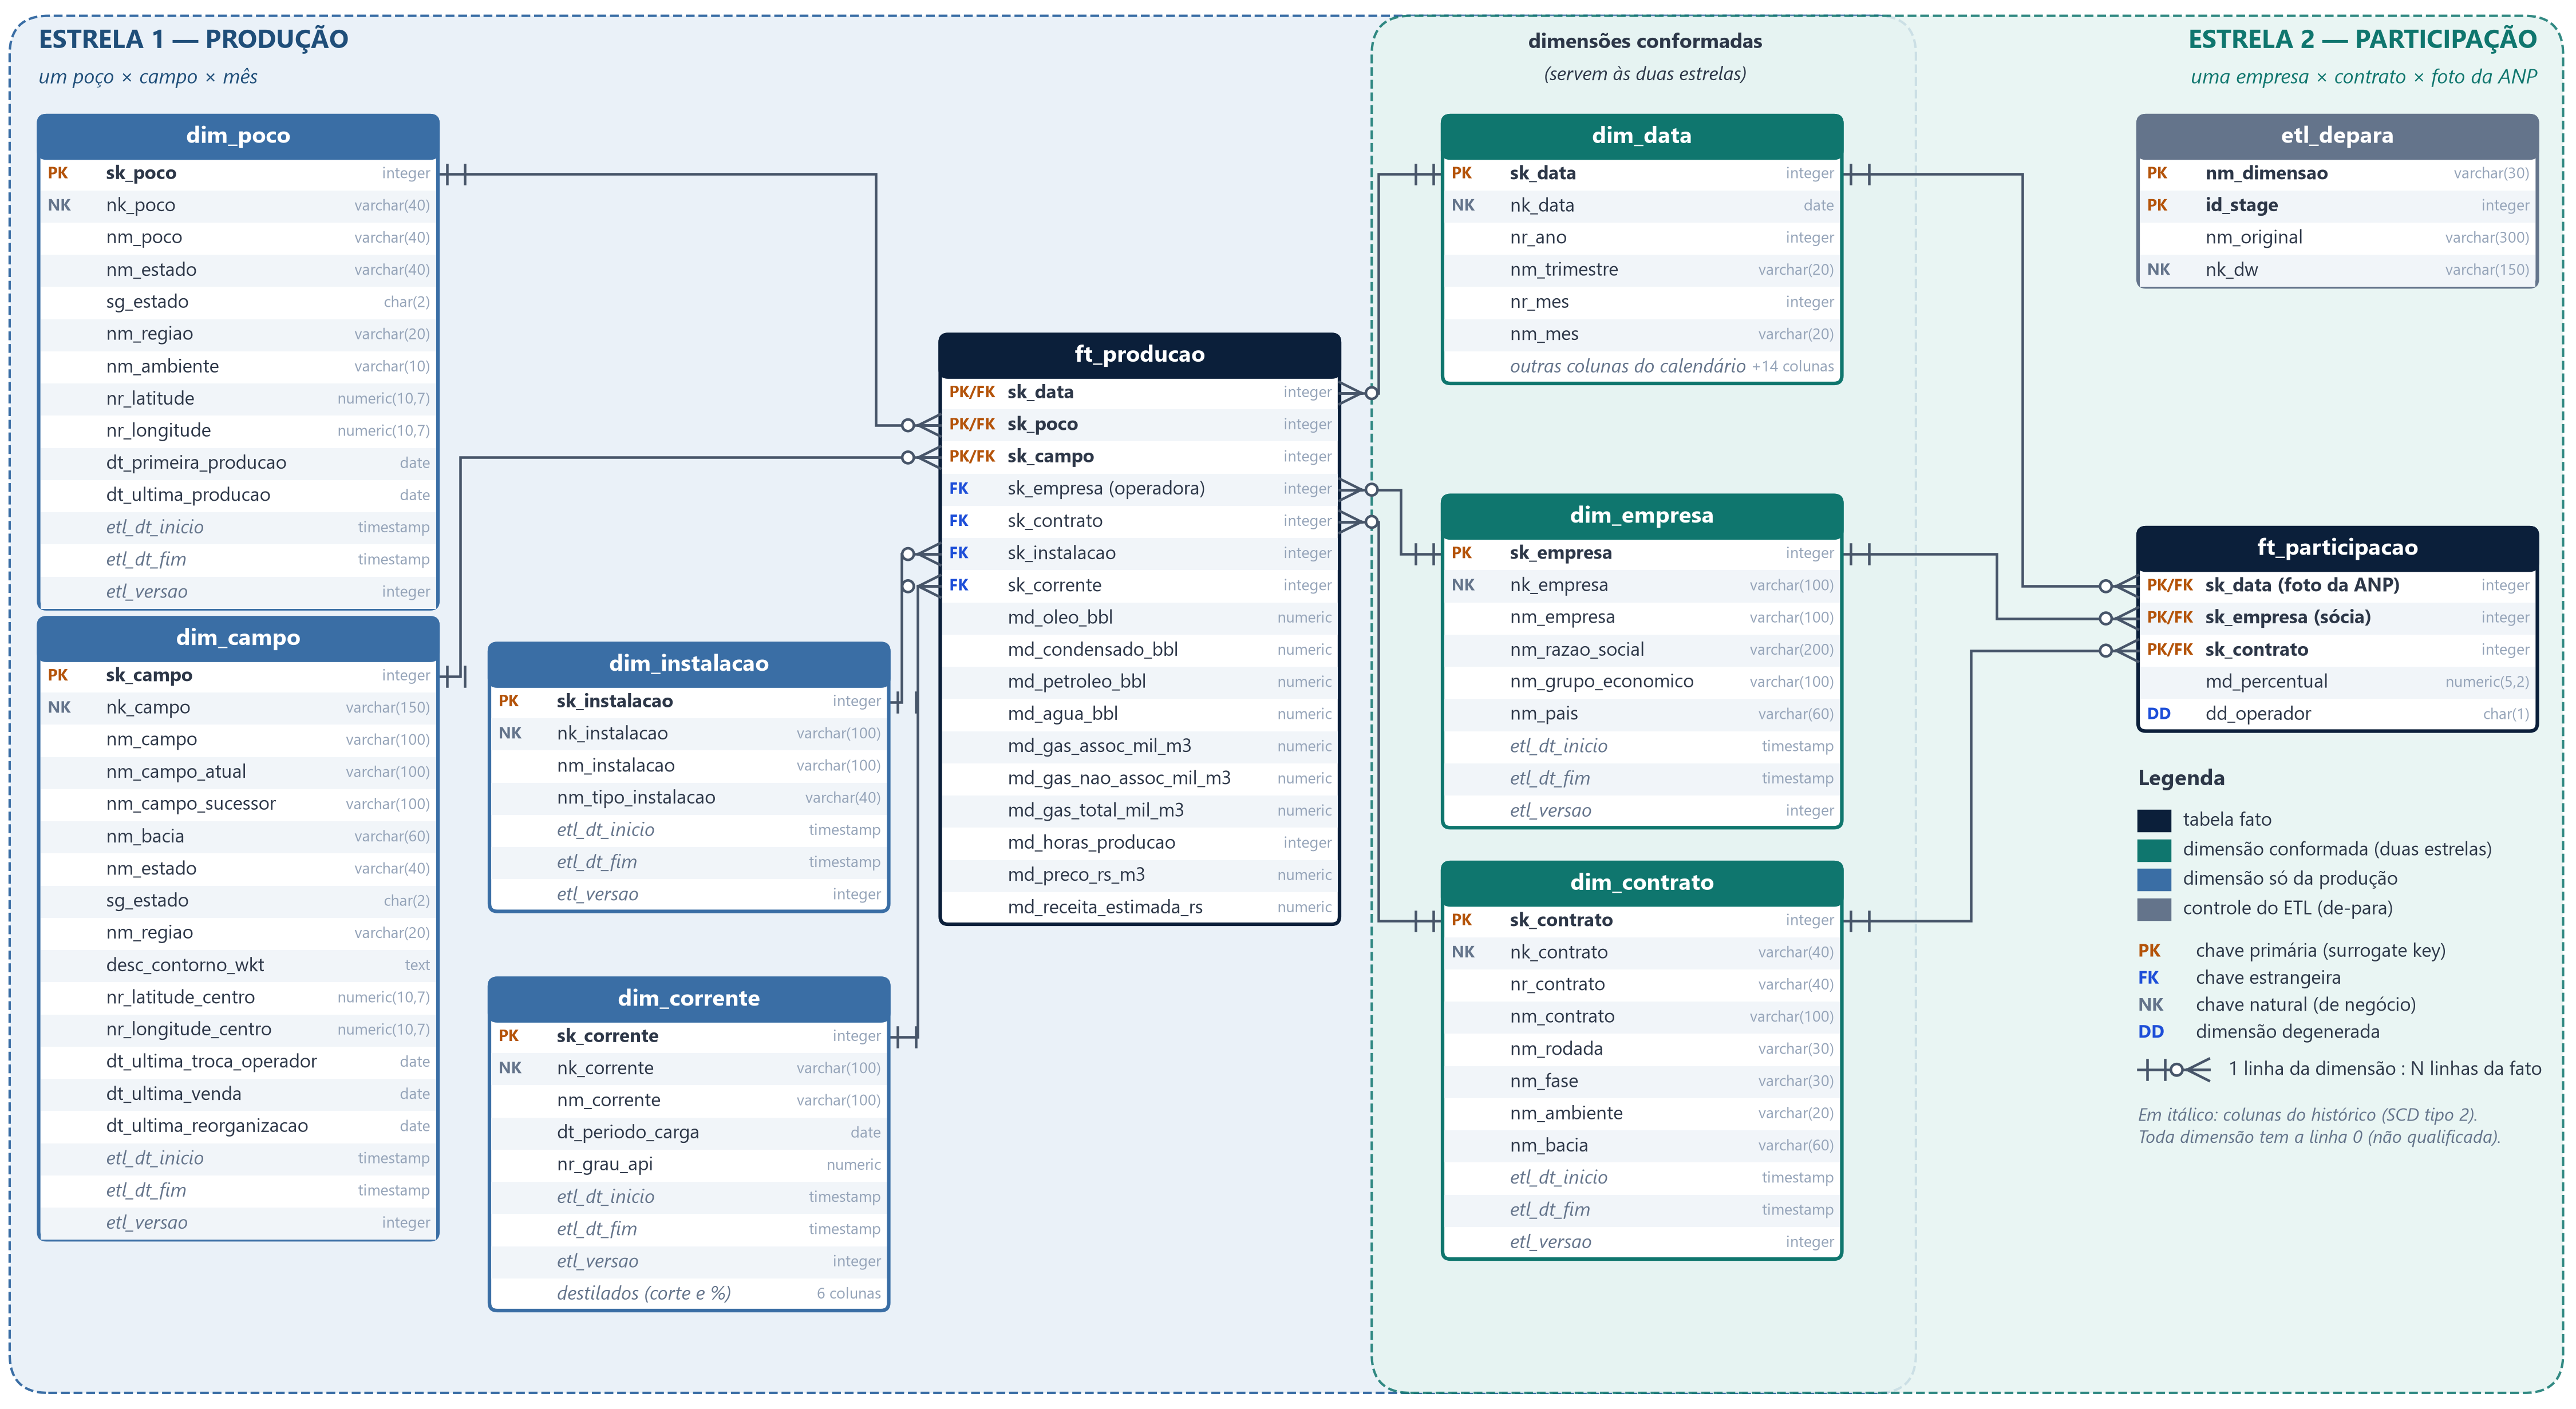 ESTRELA 1 — PRODUÇÃO
um poço × campo × mês
dimensões conformadas
(servem às duas estrelas)
ESTRELA 2 — PARTICIPAÇÃO
uma empresa × contrato × foto da ANP
dim_poco
PK sk_poco integer
NK nk_poco varchar(40)
nm_poco varchar(40)
nm_estado varchar(40)
sg_estado char(2)
nm_regiao varchar(20)
nm_ambiente varchar(10)
nr_latitude numeric(10,7)
nr_longitude numeric(10,7)
dt_primeira_producao date
dt_ultima_producao date
etl_dt_inicio timestamp
etl_dt_fim timestamp
etl_versao integer
dim_campo
PK sk_campo integer
NK nk_campo varchar(150)
nm_campo varchar(100)
nm_campo_atual varchar(100)
nm_campo_sucessor varchar(100)
nm_bacia varchar(60)
nm_estado varchar(40)
sg_estado char(2)
nm_regiao varchar(20)
desc_contorno_wkt text
nr_latitude_centro numeric(10,7)
nr_longitude_centro numeric(10,7)
dt_ultima_troca_operador date
dt_ultima_venda date
dt_ultima_reorganizacao date
etl_dt_inicio timestamp
etl_dt_fim timestamp
etl_versao integer
dim_instalacao
PK sk_instalacao integer
NK nk_instalacao varchar(100)
nm_instalacao varchar(100)
nm_tipo_instalacao varchar(40)
etl_dt_inicio timestamp
etl_dt_fim timestamp
etl_versao integer
dim_corrente
PK sk_corrente integer
NK nk_corrente varchar(100)
nm_corrente varchar(100)
dt_periodo_carga date
nr_grau_api numeric
etl_dt_inicio timestamp
etl_dt_fim timestamp
etl_versao integer
destilados (corte e %) 6 colunas
ft_producao
PK/FK sk_data integer
PK/FK sk_poco integer
PK/FK sk_campo integer
FK sk_empresa (operadora) integer
FK sk_contrato integer
FK sk_instalacao integer
FK sk_corrente integer
md_oleo_bbl numeric
md_condensado_bbl numeric
md_petroleo_bbl numeric
md_agua_bbl numeric
md_gas_assoc_mil_m3 numeric
md_gas_nao_assoc_mil_m3 numeric
md_gas_total_mil_m3 numeric
md_horas_producao integer
md_preco_rs_m3 numeric
md_receita_estimada_rs numeric
dim_data
PK sk_data integer
NK nk_data date
nr_ano integer
nm_trimestre varchar(20)
nr_mes integer
nm_mes varchar(20)
outras colunas do calendário +14 colunas
dim_empresa
PK sk_empresa integer
NK nk_empresa varchar(100)
nm_empresa varchar(100)
nm_razao_social varchar(200)
nm_grupo_economico varchar(100)
nm_pais varchar(60)
etl_dt_inicio timestamp
etl_dt_fim timestamp
etl_versao integer
dim_contrato
PK sk_contrato integer
NK nk_contrato varchar(40)
nr_contrato varchar(40)
nm_contrato varchar(100)
nm_rodada varchar(30)
nm_fase varchar(30)
nm_ambiente varchar(20)
nm_bacia varchar(60)
etl_dt_inicio timestamp
etl_dt_fim timestamp
etl_versao integer
etl_depara
PK nm_dimensao varchar(30)
PK id_stage integer
nm_original varchar(300)
NK nk_dw varchar(150)
ft_participacao
PK/FK sk_data (foto da ANP) integer
PK/FK sk_empresa (sócia) integer
PK/FK sk_contrato integer
md_percentual numeric(5,2)
DD dd_operador char(1)
Legenda
tabela fato
dimensão conformada (duas estrelas)
dimensão só da produção
controle do ETL (de-para)
PK chave primária (surrogate key)
FK chave estrangeira
NK chave natural (de negócio)
DD dimensão degenerada
1 linha da dimensão : N linhas da fato
Em itálico: colunas do histórico (SCD tipo 2).
Toda dimensão tem a linha 0 (não qualificada).